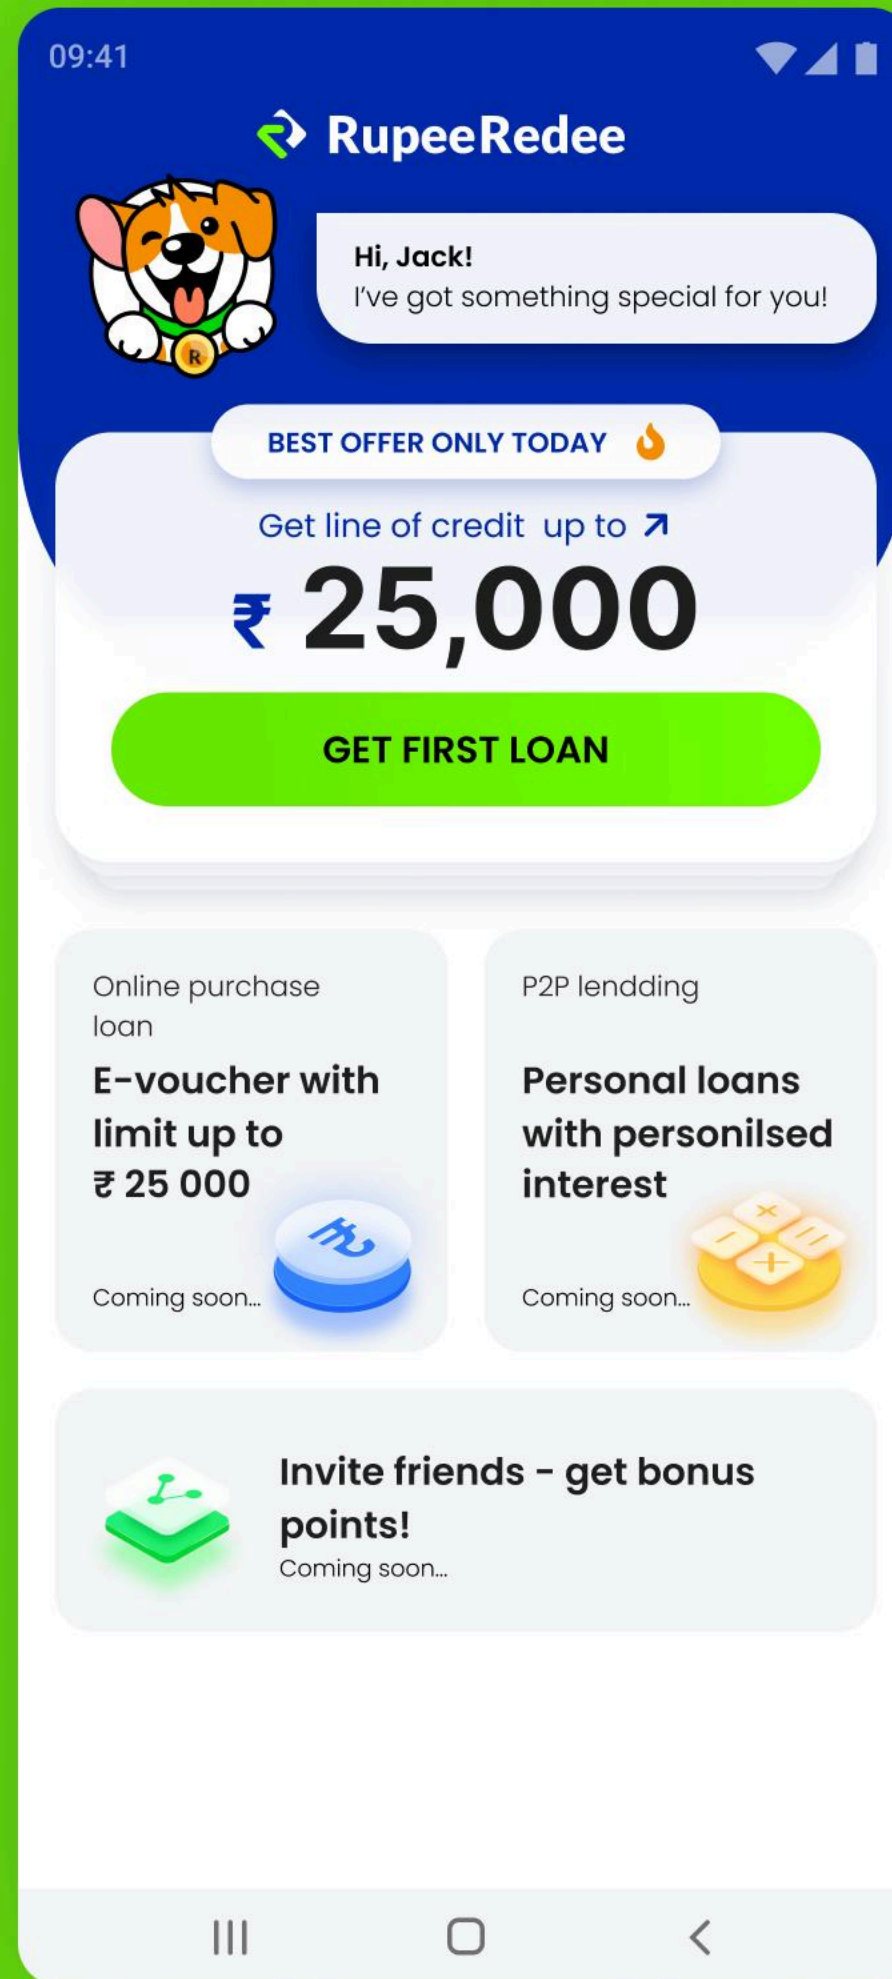 09:41
RupeeRedee
Hi, Jack!
I've got something special for you!
R
BEST OFFER ONLY TODAY
Get line of credit up to
₹ 25,000
GET FIRST LOAN
Online purchase
loan
E-voucher with
limit up to
₹ 25 000
Coming soon...
P2P lendding
Personal loans
with personilsed
interest
Coming soon...
Invite friends - get bonus
points!
Coming soon...